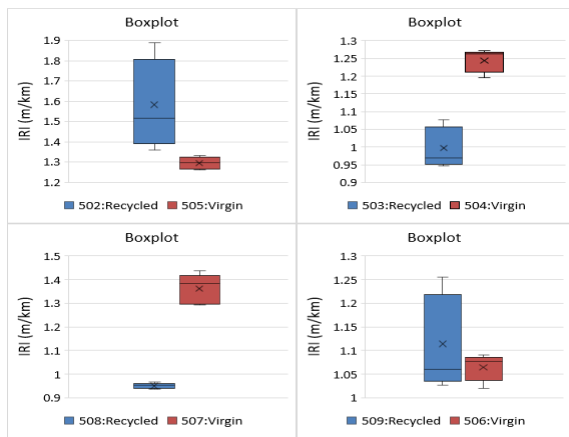 Boxplot
IRI (m/km)
1.9
1.8
1.7
1.6
1.5
1.4
1.3
1.2
502:Recycled 505:Virgin
Boxplot
IRI (m/km)
1.3
1.25
1.2
1.15
1.1
1.05
1
0.95
0.9
503:Recycled 504:Virgin
Boxplot
IRI (m/km)
1.5
1.4
1.3
1.2
1.1
1
0.9
508:Recycled 507:Virgin
Boxplot
IRI (m/km)
1.3
1.25
1.2
1.15
1.1
1.05
1
509:Recycled 506:Virgin